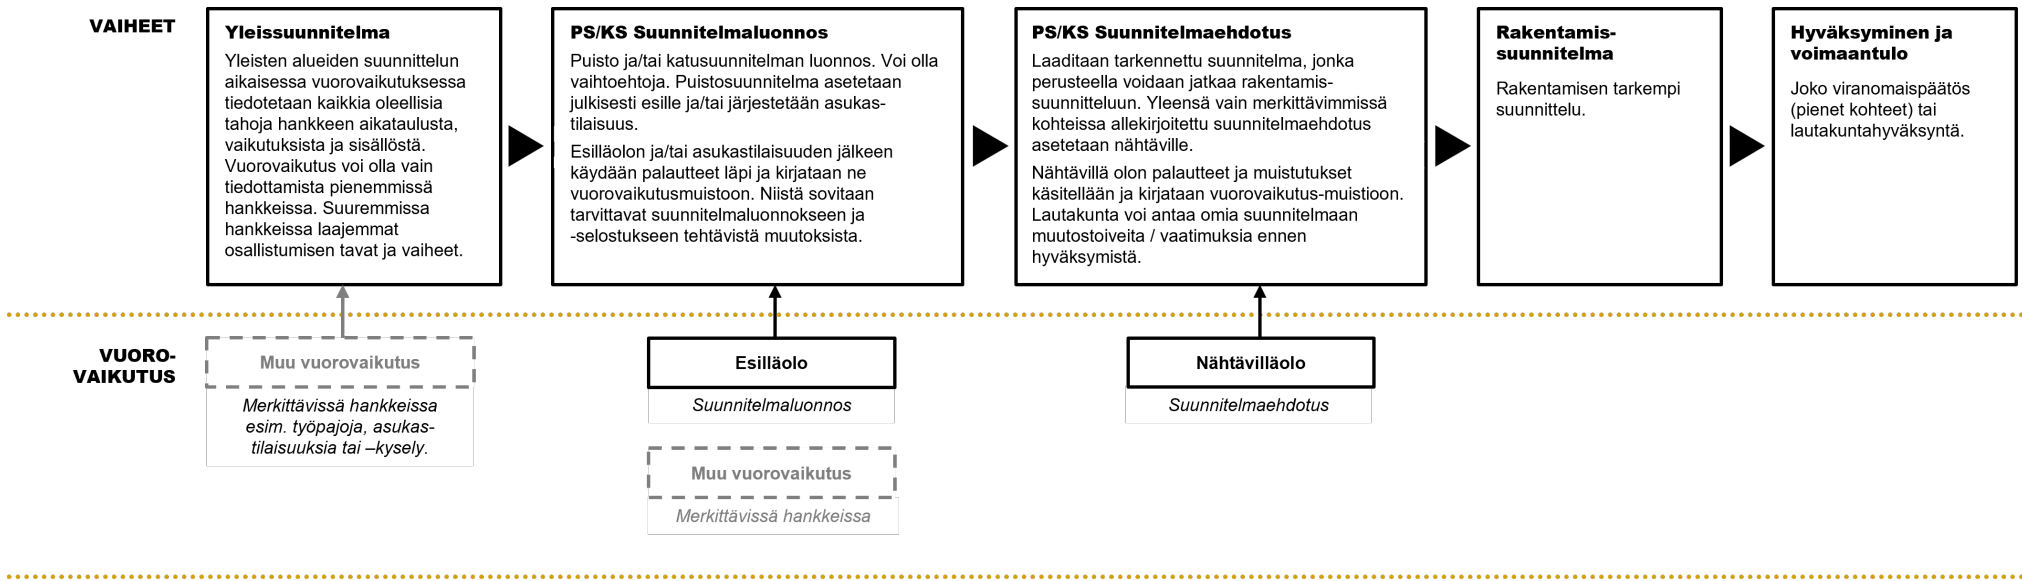 VAIHEET
Yleissuunnitelma
Yleisten alueiden suunnittelun
aikaisessa vuorovaikutuksessa
tiedotetaan kaikkia oleellisia
tahoja hankkeen aikataulusta,
vaikutuksista ja sisällöstä.
Vuorovaikutus voi olla vain
tiedottamista pienemmissä
hankkeissa. Suuremmissa
hankkeissa laajemmat
osallistumisen tavat ja vaiheet.
PS/KS Suunnitelmaluonnos
Puisto ja/tai katusuunnitelman luonnos. Voi olla
vaihtoehtoja. Puistosuunnitelma asetetaan
julkisesti esille ja/tai järjestetään asukas-
tilaisuus.
Esilläolon ja/tai asukastilaisuuden jälkeen
käydään palautteet läpi ja kirjataan ne
vuorovaikutusmuistoon. Niistä sovitaan
tarvittavat suunnitelmaluonnokseen ja
-selostukseen tehtävistä muutoksista.
PS/KS Suunnitelmaehdotus
Laaditaan tarkennettu suunnitelma, jonka
perusteella voidaan jatkaa rakentamis-
suunnitteluun. Yleensä vain merkittävimmissä
kohteissa allekirjoitettu suunnitelmaehdotus
asetetaan nähtäville.
Nähtävillä olon palautteet ja muistutukset
käsitellään ja kirjataan vuorovaikutus-muistioon.
Lautakunta voi antaa omia suunnitelmaan
muutostoiveita / vaatimuksia ennen
hyväksymistä.
Rakentamis-
suunnitelma
Rakentamisen tarkempi
suunnittelu.
Hyväksyminen ja
voimaantulo
Joko viranomaispäätös
(pienet kohteet) tai
lautakuntahyväksyntä.
VUORO-
VAIKUTUS
Muu vuorovaikutus
Merkittävissä hankkeissa
esim. työpajoja, asukas-
tilaisuuksia tai –kysely.
Esilläolo
Suunnitelmaluonnos
Muu vuorovaikutus
Merkittävissä hankkeissa
Nähtävilläolo
Suunnitelmaehdotus